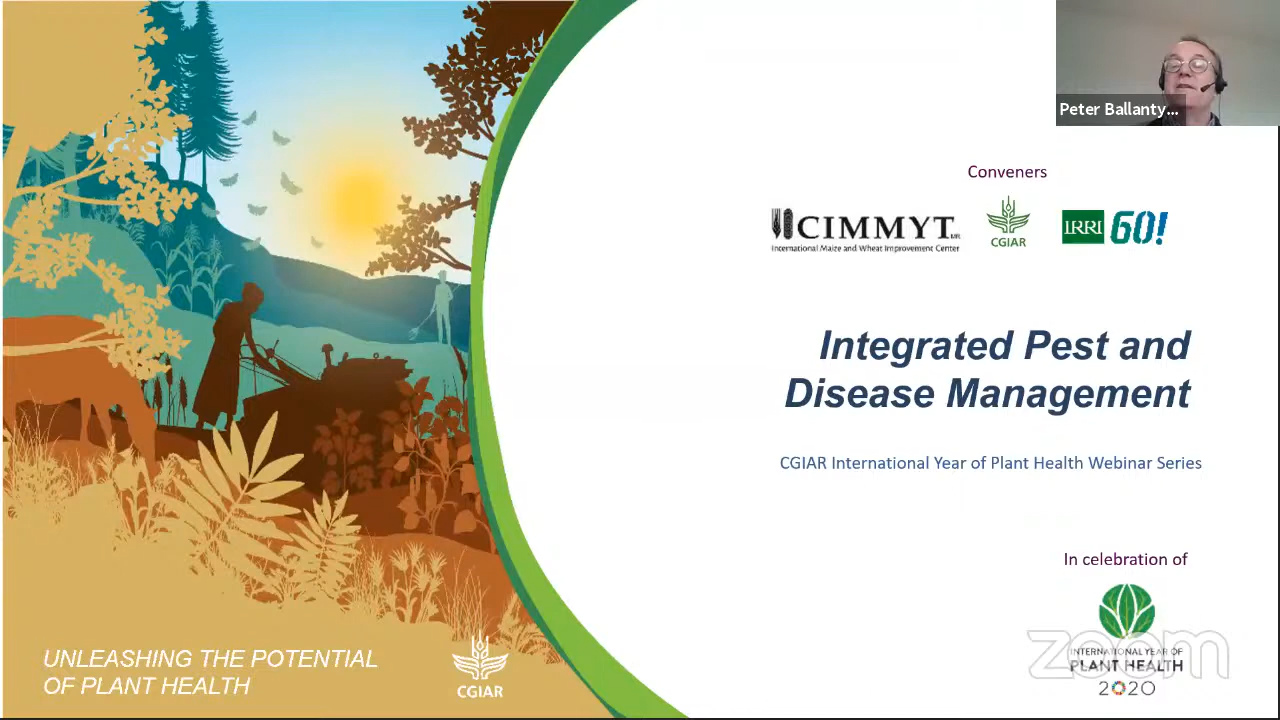 Peter Ballanty...
Conveners
CIMMYT
International Maize and Wheat Improvement Center
CGIAR
IRRI 60!
Integrated Pest and
Disease Management
CGIAR International Year of Plant Health Webinar Series
In celebration of
zoom
INTERNATIONAL YEAR OF
PLANT HEALTH
2020
UNLEASHING THE POTENTIAL
OF PLANT HEALTH
CGIAR